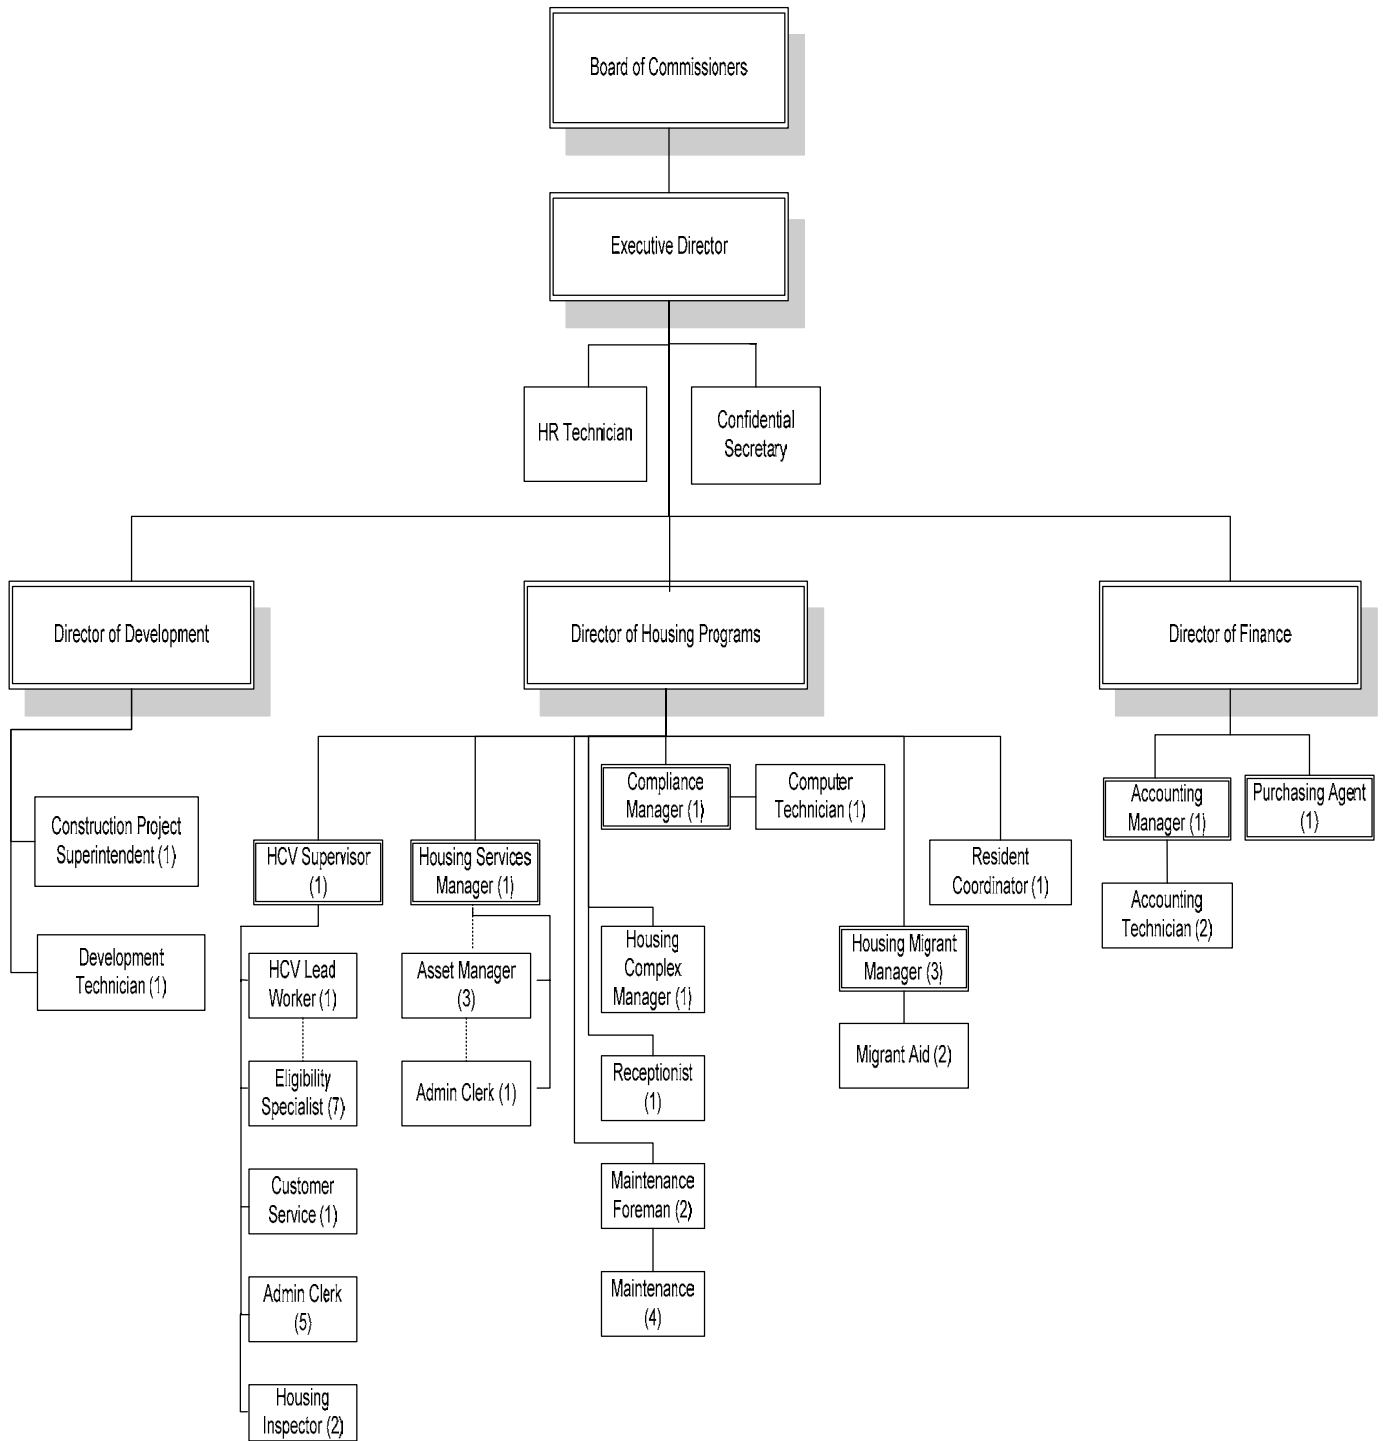 Board of Commissioners
Executive Director
HR Technician
Confidential
Secretary
Director of Development
Director of Housing Programs
Director of Finance
Construction Project
Superintendent (1)
Development
Technician (1)
HCV Supervisor
(1)
HCV Lead
Worker (1)
Eligibility
Specialist (7)
Customer
Service (1)
Admin Clerk
(5)
Housing
Inspector (2)
Housing Services
Manager (1)
Asset Manager
(3)
Admin Clerk (1)
Compliance
Manager (1)
Computer
Technician (1)
Housing
Complex
Manager (1)
Receptionist
(1)
Maintenance
Foreman (2)
Maintenance
(4)
Housing Migrant
Manager (3)
Migrant Aid (2)
Resident
Coordinator (1)
Accounting
Manager (1)
Accounting
Technician (2)
Purchasing Agent
(1)